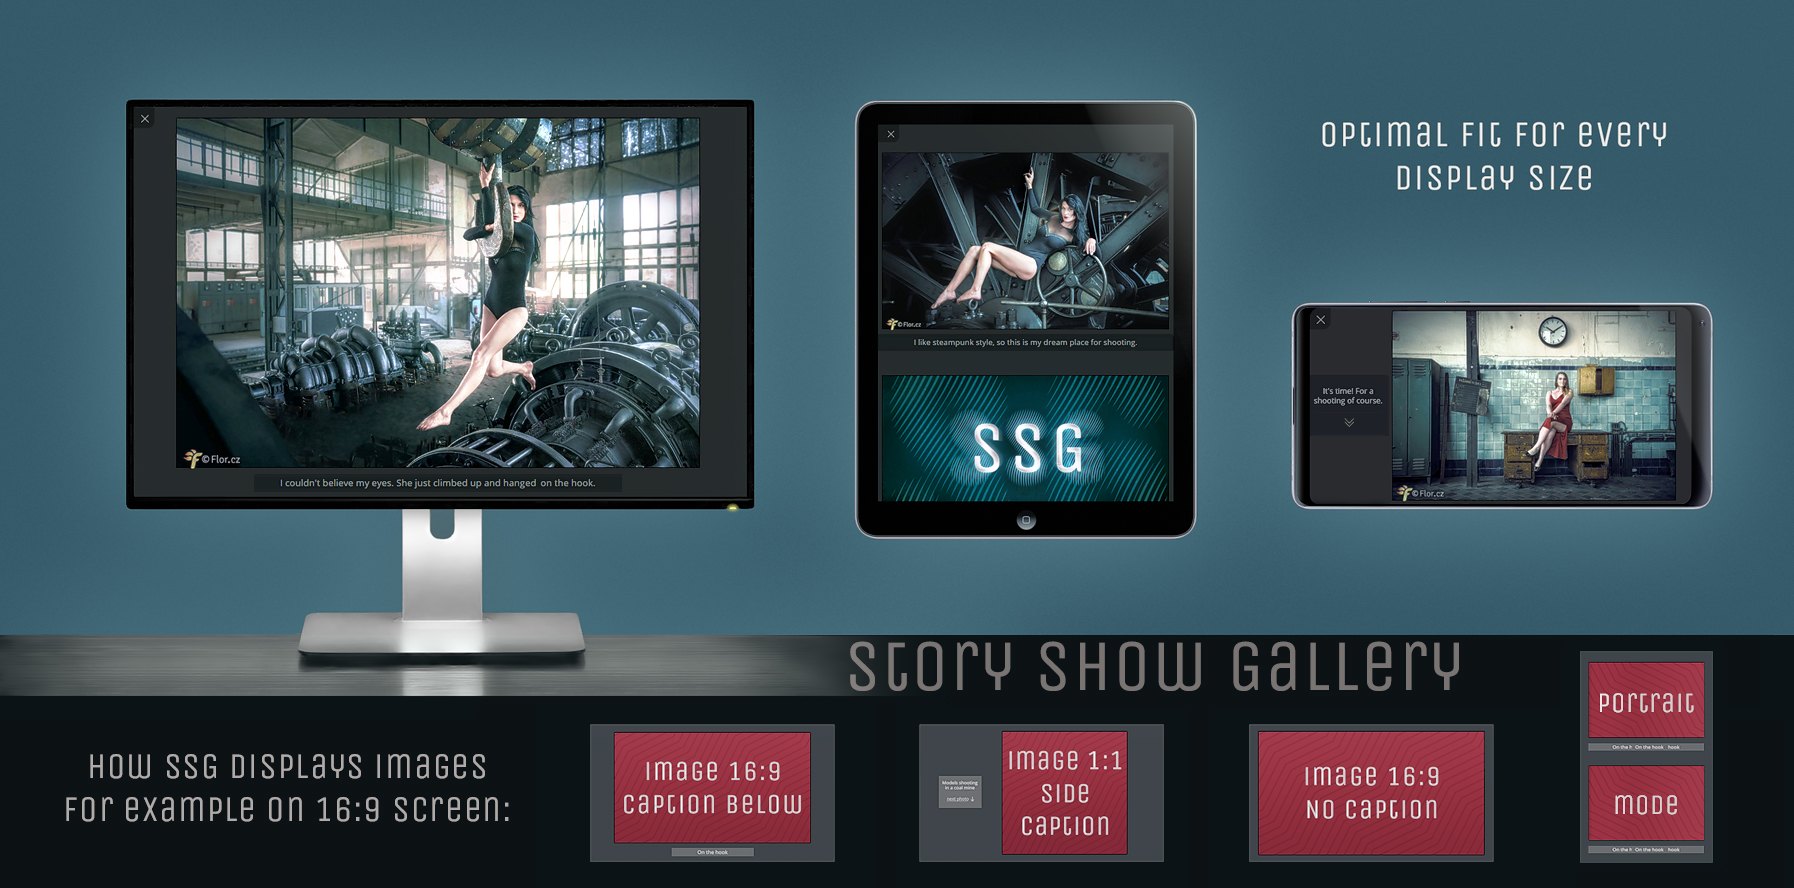 © Flor.cz
I couldn't believe my eyes. She just climbed up and hanged on the hook.
© Flor.cz
I like steampunk style, so this is my dream place for shooting.
SSG
Optimal fit for every
display size
It's time! For a
shooting of course.
© Flor.cz
Story Show Gallery
How SSG displays images
for example on 16:9 screen:
Image 16:9
caption below
On the hook
Models shooting
in a coal mine
next photo ↓
Image 1:1
side
caption
Image 16:9
no caption
Portrait
On the h On the hook hook
mode
On the h On the hook hook